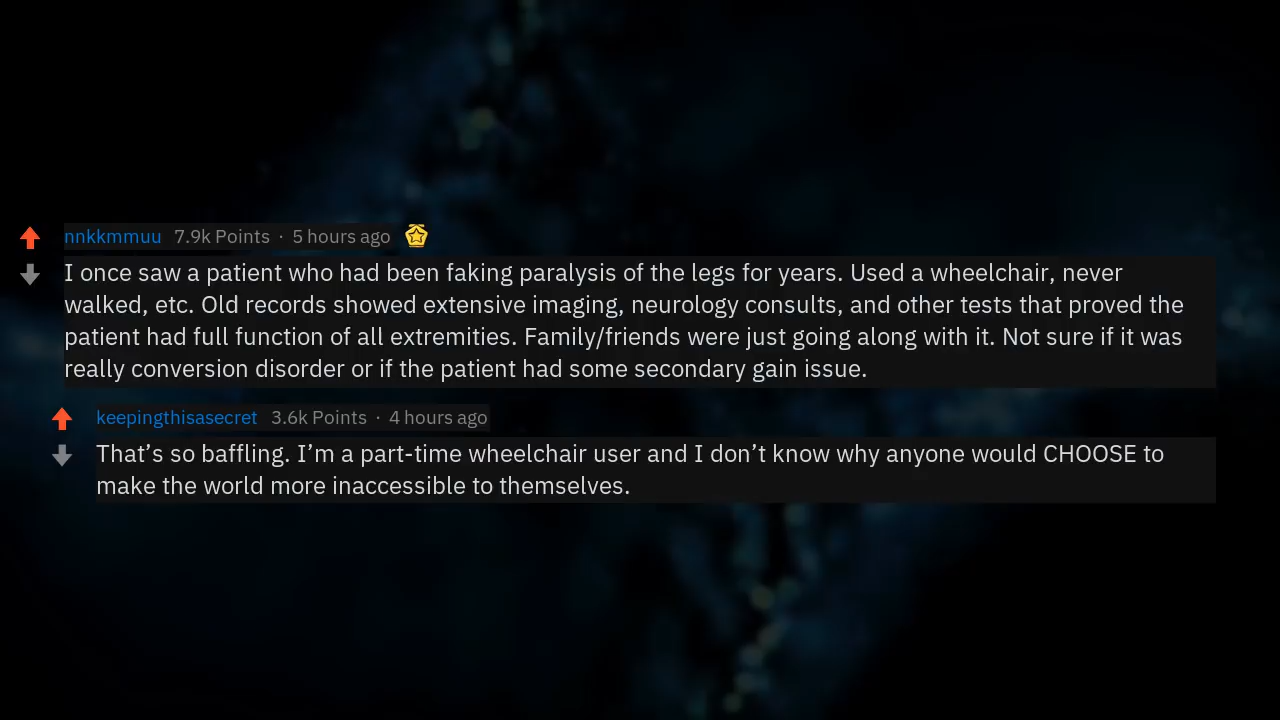 nnkkmmuu 7.9k Points · 5 hours ago
I once saw a patient who had been faking paralysis of the legs for years. Used a wheelchair, never
walked, etc. Old records showed extensive imaging, neurology consults, and other tests that proved the
patient had full function of all extremities. Family/friends were just going along with it. Not sure if it was
really conversion disorder or if the patient had some secondary gain issue.
keepingthisasecret 3.6k Points · 4 hours ago
That’s so baffling. I’m a part-time wheelchair user and I don’t know why anyone would CHOOSE to
make the world more inaccessible to themselves.